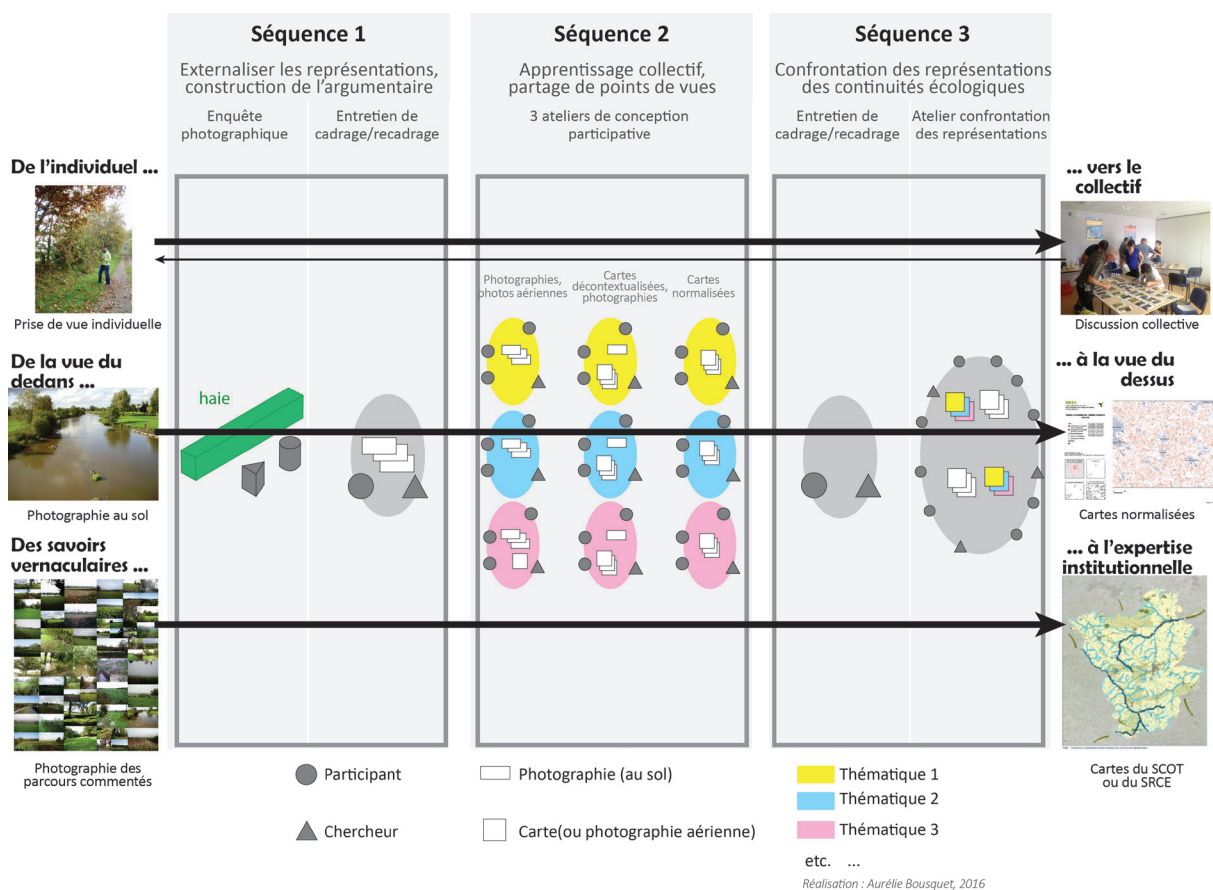 Séquence 1
Externaliser les représentations,
construction de l'argumentaire
Enquête
photographique
Entretien de
cadrage/recadrage
Séquence 2
Apprentissage collectif,
partage de points de vues
3 ateliers de conception
participative
Séquence 3
Confrontation des représentations
des continuités écologiques
Entretien de
cadrage/recadrage
Atelier confrontation
des représentations
De l'individuel ...
Prise de vue individuelle
... vers le
collectif
Discussion collective
Photographies,
photos aériennes
Cartes
décontextualisées,
photographies
Cartes
normalisées
De la vue du
dedans ...
Photographie au sol
haie
... à la vue du
dessus
Cartes normalisées
Des savoirs
vernaculaires ...
Photographie des
parcours commentés
... à l'expertise
institutionnelle
Cartes du SCOT
ou du SRCE
Participant
Chercheur
Photographie (au sol)
Carte(ou photographie aérienne)
Thématique 1
Thématique 2
Thématique 3
etc. ...
Réalisation : Aurélie Bousquet, 2016